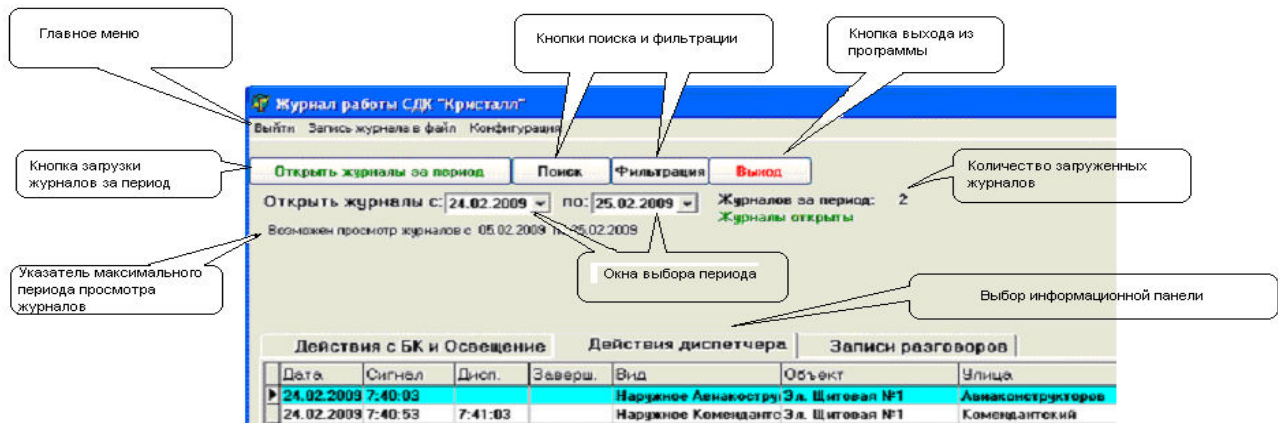 Главное меню
Кнопки поиска и фильтрации
Кнопка выхода из
программы
Журнал работы СДК "Кристалл"
Выйти Запись журнала в файл Конфигурация
Кнопка загрузки
журналов за период
Открыть журналы за период Поиск Фильтрация Выход
Количество загруженных
журналов
Открыть журналы с: 24.02.2009 по: 25.02.2009 Журналов за период: 2
Журналы открыты
Возможен просмотр журналов с 05.02.2009 25.02.2009
Указатель максимального
периода просмотра
журналов
Окна выбора периода
Выбор информационной панели
Действия с БК и Освещение Действия диспетчера Записи разговоров
Дата Сигнал Дисп. Заверш. Вид Объект Улица
24.02.2009 7:40:03 Наружное Авиакостру Эл. Щитовая №1 Авиаконструкторов
24.02.2009 7:40:53 7:41:03 Наружное Комендантс Эл. Щитовая №1 Комендантский